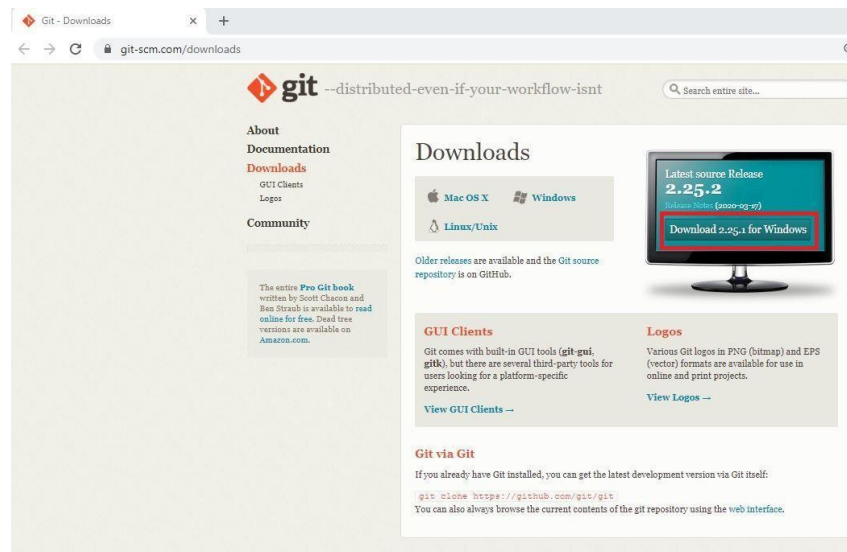 Git - Downloads
git-scm.com/downloads
git --distributed-even-if-your-workflow-isnt
Search entire site...
About
Documentation
Downloads
GUI Clients
Logos
Community
The entire Pro Git book
written by Scott Chacon and
Ben Straub is available to read
online for free. Dead tree
versions are available on
Amazon.com.
Downloads
Mac OS X
Windows
Linux/Unix
Older releases are available and the Git source
repository is on GitHub.
Latest source Release
2.25.2
Release Notes (2020-03-17)
Download 2.25.1 for Windows
GUI Clients
Git comes with built-in GUI tools (git-gui,
gitk), but there are several third-party tools for
users looking for a platform-specific
experience.
View GUI Clients →
Logos
Various Git logos in PNG (bitmap) and EPS
(vector) formats are available for use in
online and print projects.
View Logos →
Git via Git
If you already have Git installed, you can get the latest development version via Git itself:
git clone https://github.com/git/git
You can also always browse the current contents of the git repository using the web interface.